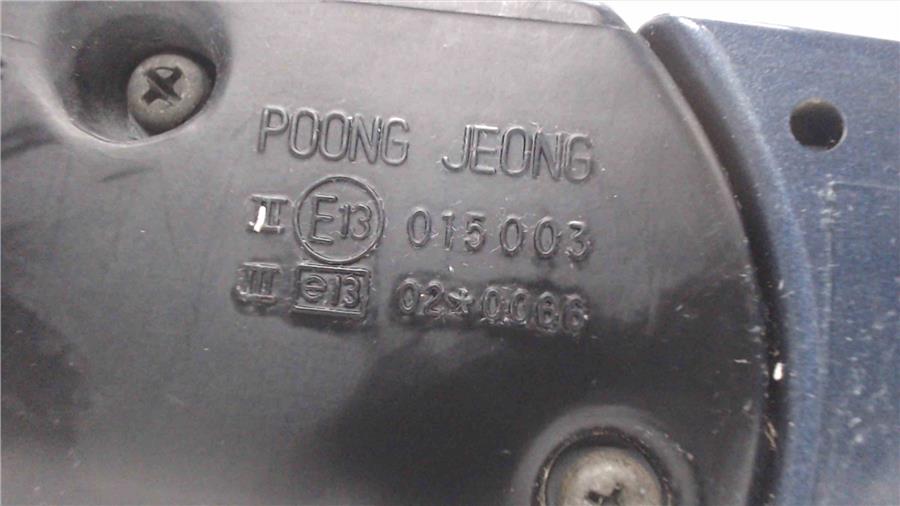 POONG JEONG
II E13 015003
III e13 02*0066